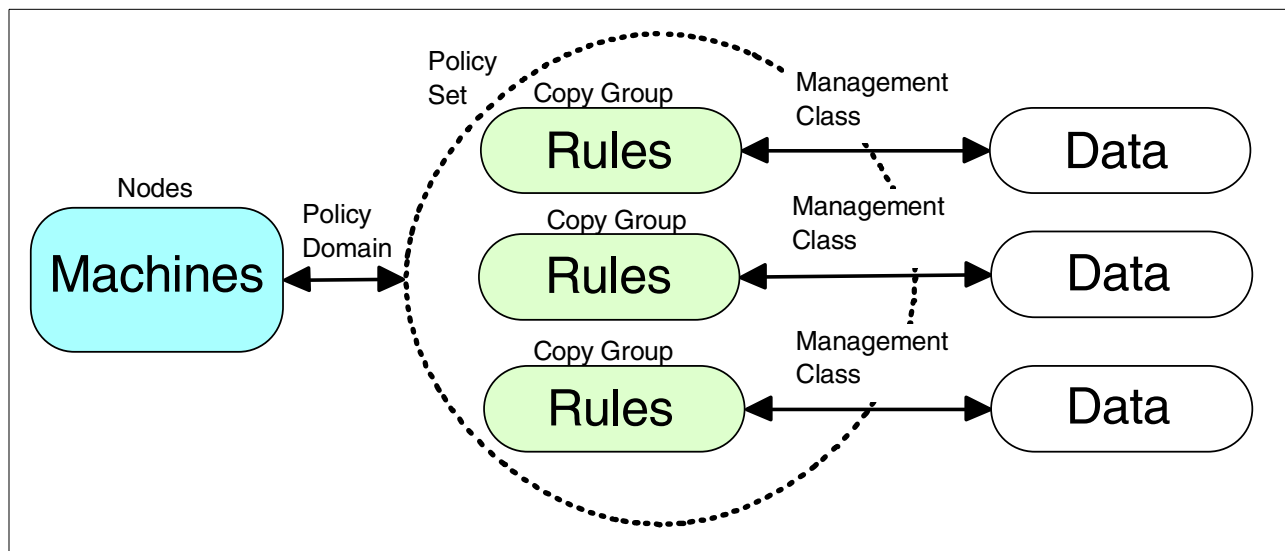 Policy
Set
Copy Group
Rules
Management
Class
Data
Nodes
Machines
Policy
Domain
Copy Group
Rules
Management
Class
Data
Copy Group
Rules
Management
Class
Data